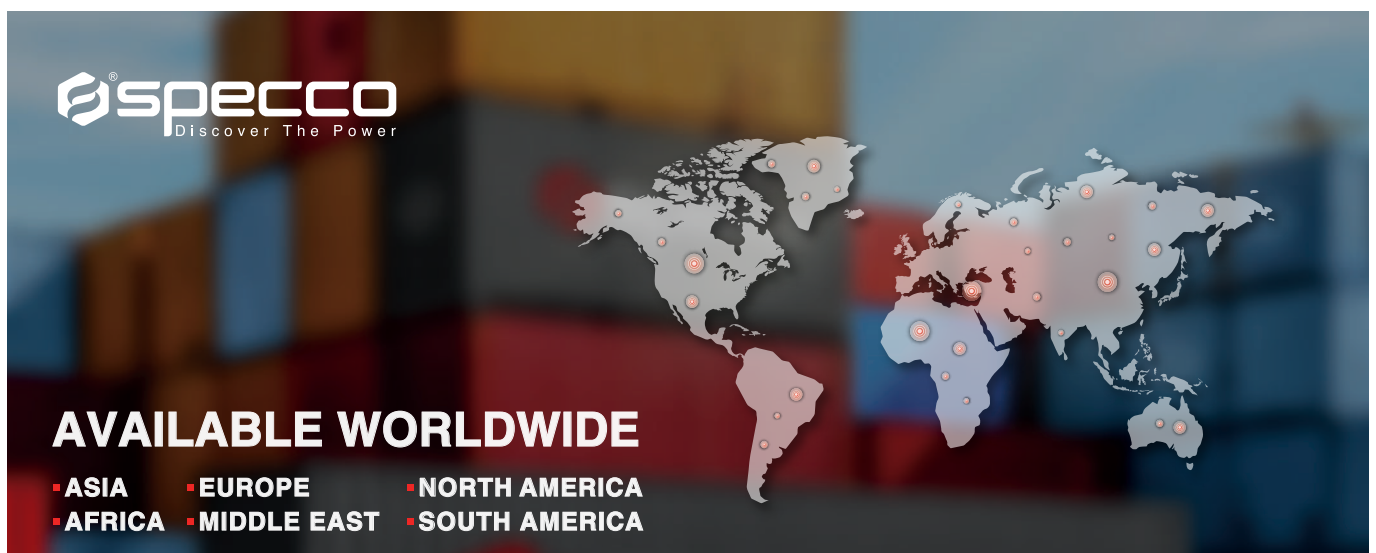 specco®
Discover The Power
AVAILABLE WORLDWIDE
ASIA
EUROPE
NORTH AMERICA
AFRICA
MIDDLE EAST
SOUTH AMERICA